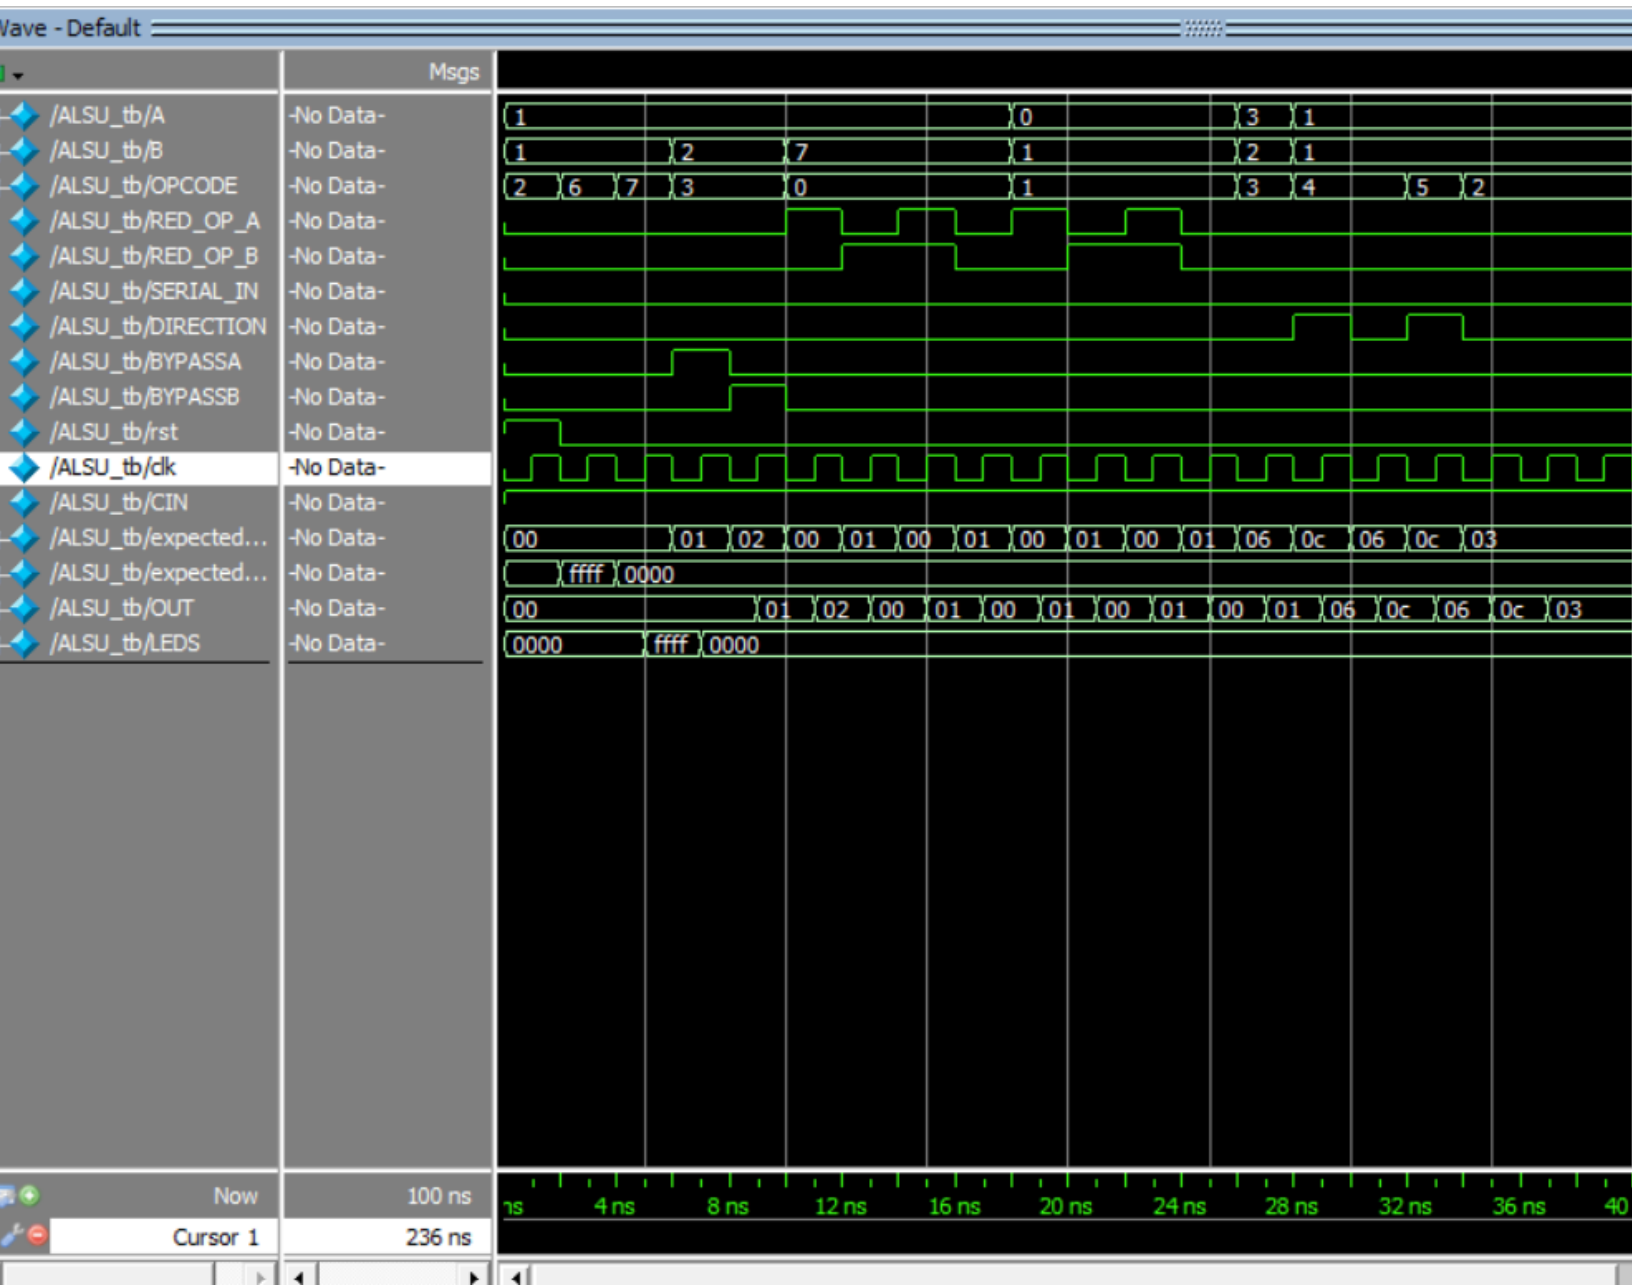 Wave - Default
Msgs
/ALSU_tb/A -No Data- 1 0 3 1
/ALSU_tb/B -No Data- 1 2 7 1 2 1
/ALSU_tb/OPCODE -No Data- 2 6 7 3 0 1 3 4 5 2
/ALSU_tb/RED_OP_A -No Data-
/ALSU_tb/RED_OP_B -No Data-
/ALSU_tb/SERIAL_IN -No Data-
/ALSU_tb/DIRECTION -No Data-
/ALSU_tb/BYPASSA -No Data-
/ALSU_tb/BYPASSB -No Data-
/ALSU_tb/rst -No Data-
/ALSU_tb/clk -No Data-
/ALSU_tb/CIN -No Data-
/ALSU_tb/expected... -No Data- 00 01 02 00 01 00 01 00 01 00 01 06 0c 06 0c 03
/ALSU_tb/expected... -No Data- ffff 0000
/ALSU_tb/OUT -No Data- 00 01 02 00 01 00 01 00 01 00 01 06 0c 06 0c 03
/ALSU_tb/LEDS -No Data- 0000 ffff 0000
Now 100 ns ns 4 ns 8 ns 12 ns 16 ns 20 ns 24 ns 28 ns 32 ns 36 ns 40
Cursor 1 236 ns